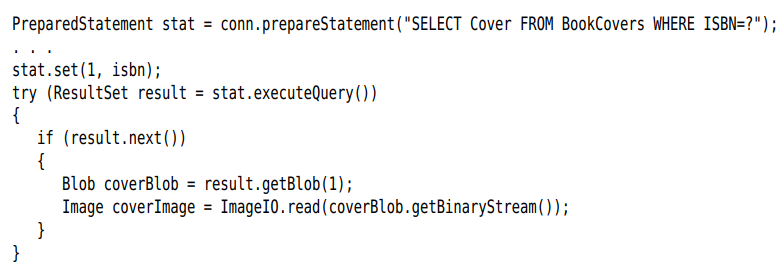 PreparedStatement stat = conn.prepareStatement("SELECT Cover FROM BookCovers WHERE ISBN=?");
. . .
stat.set(1, isbn);
try (ResultSet result = stat.executeQuery())
{
   if (result.next())
   {
      Blob coverBlob = result.getBlob(1);
      Image coverImage = ImageIO.read(coverBlob.getBinaryStream());
   }
}